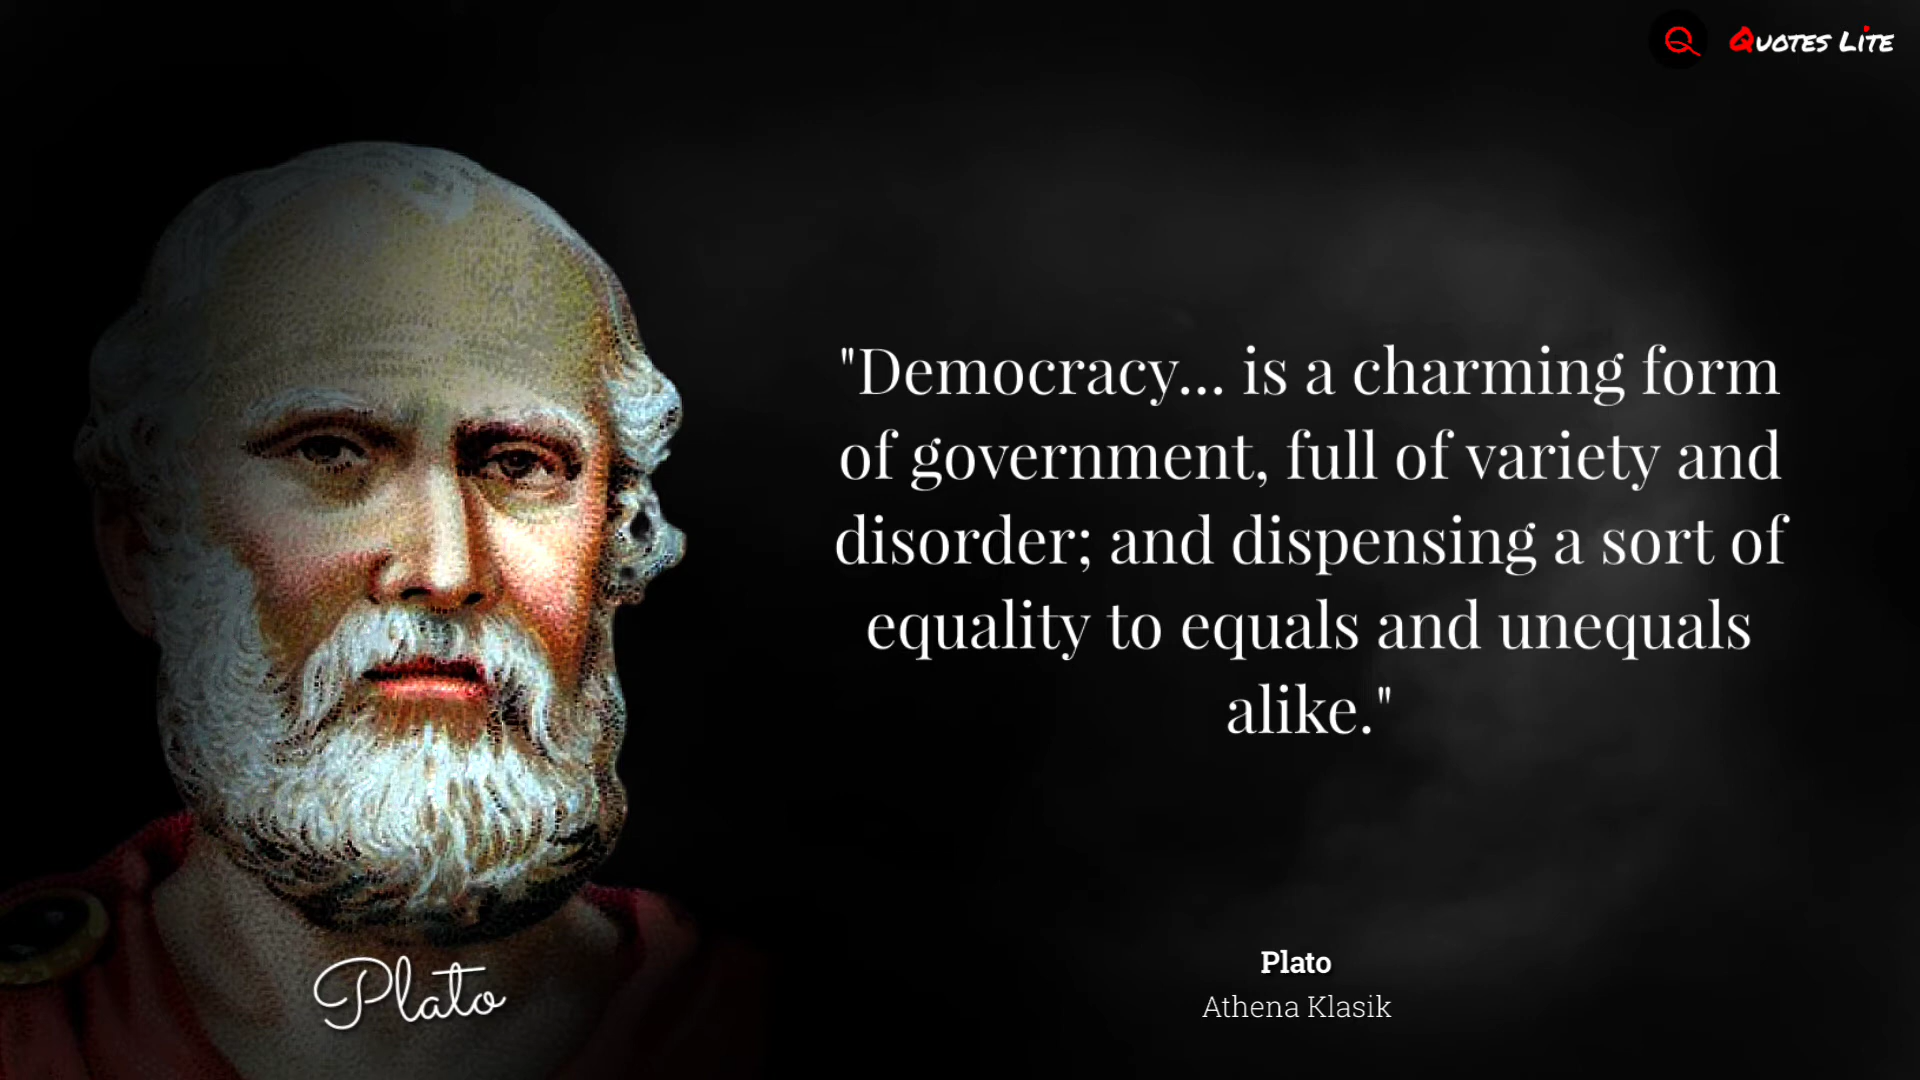 Quotes Lite
"Democracy... is a charming form
of government, full of variety and
disorder; and dispensing a sort of
equality to equals and unequals
alike."
Plato
Plato
Athena Klasik